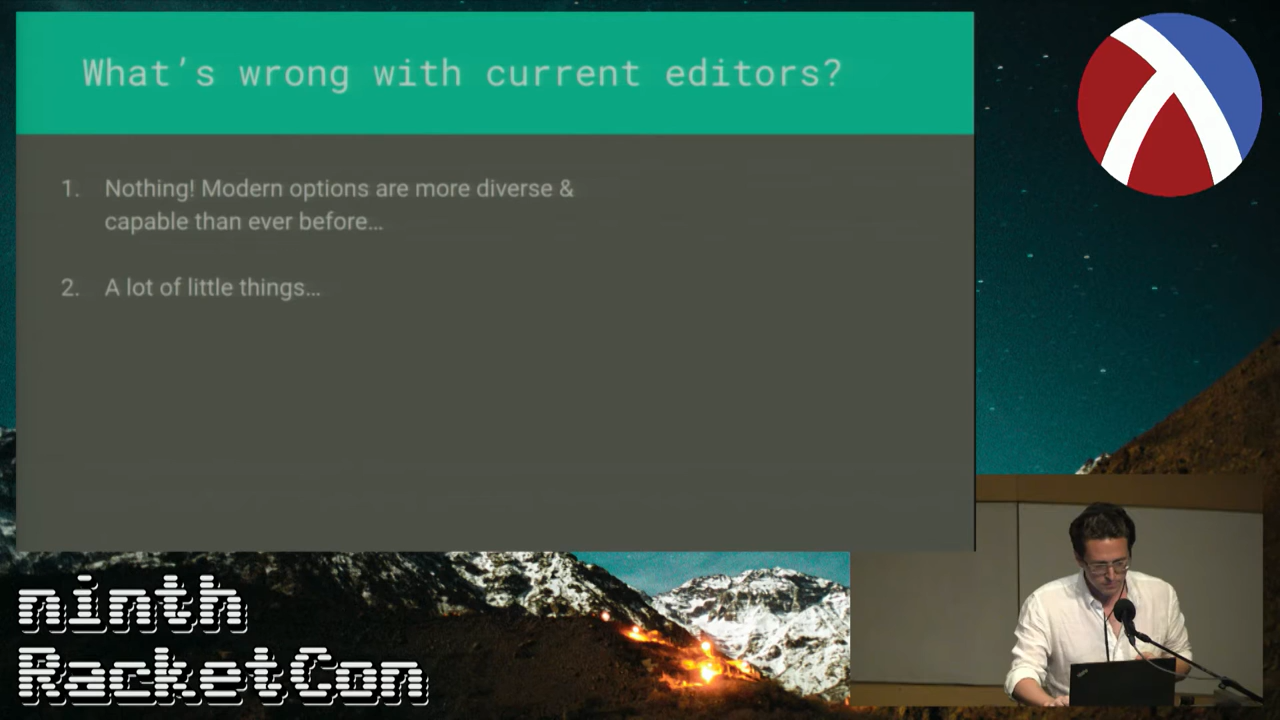 What's wrong with current editors?
1. Nothing! Modern options are more diverse &
capable than ever before…
2. A lot of little things…
ninth
RacketCon